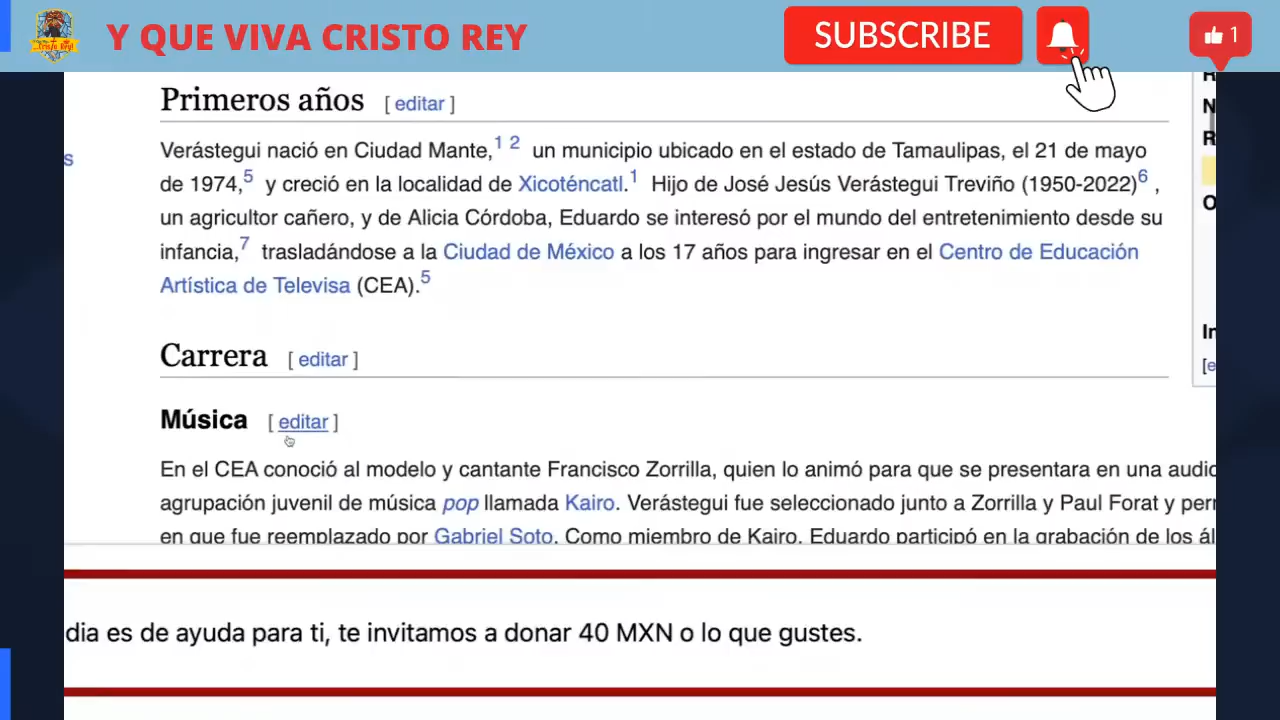 Y QUE VIVA CRISTO REY
SUBSCRIBE
1
Primeros años [ editar ]
Verástegui nació en Ciudad Mante,1 2 un municipio ubicado en el estado de Tamaulipas, el 21 de mayo
de 1974,5 y creció en la localidad de Xicoténcatl.1 Hijo de José Jesús Verástegui Treviño (1950-2022)6 ,
un agricultor cañero, y de Alicia Córdoba, Eduardo se interesó por el mundo del entretenimiento desde su
infancia,7 trasladándose a la Ciudad de México a los 17 años para ingresar en el Centro de Educación
Artística de Televisa (CEA).5
Carrera [ editar ]
Música [ editar ]
En el CEA conoció al modelo y cantante Francisco Zorrilla, quien lo animó para que se presentara en una audic
agrupación juvenil de música pop llamada Kairo. Verástegui fue seleccionado junto a Zorrilla y Paul Forat y per
en que fue reemplazado por Gabriel Soto. Como miembro de Kairo, Eduardo participó en la grabación de los ál
dia es de ayuda para ti, te invitamos a donar 40 MXN o lo que gustes.